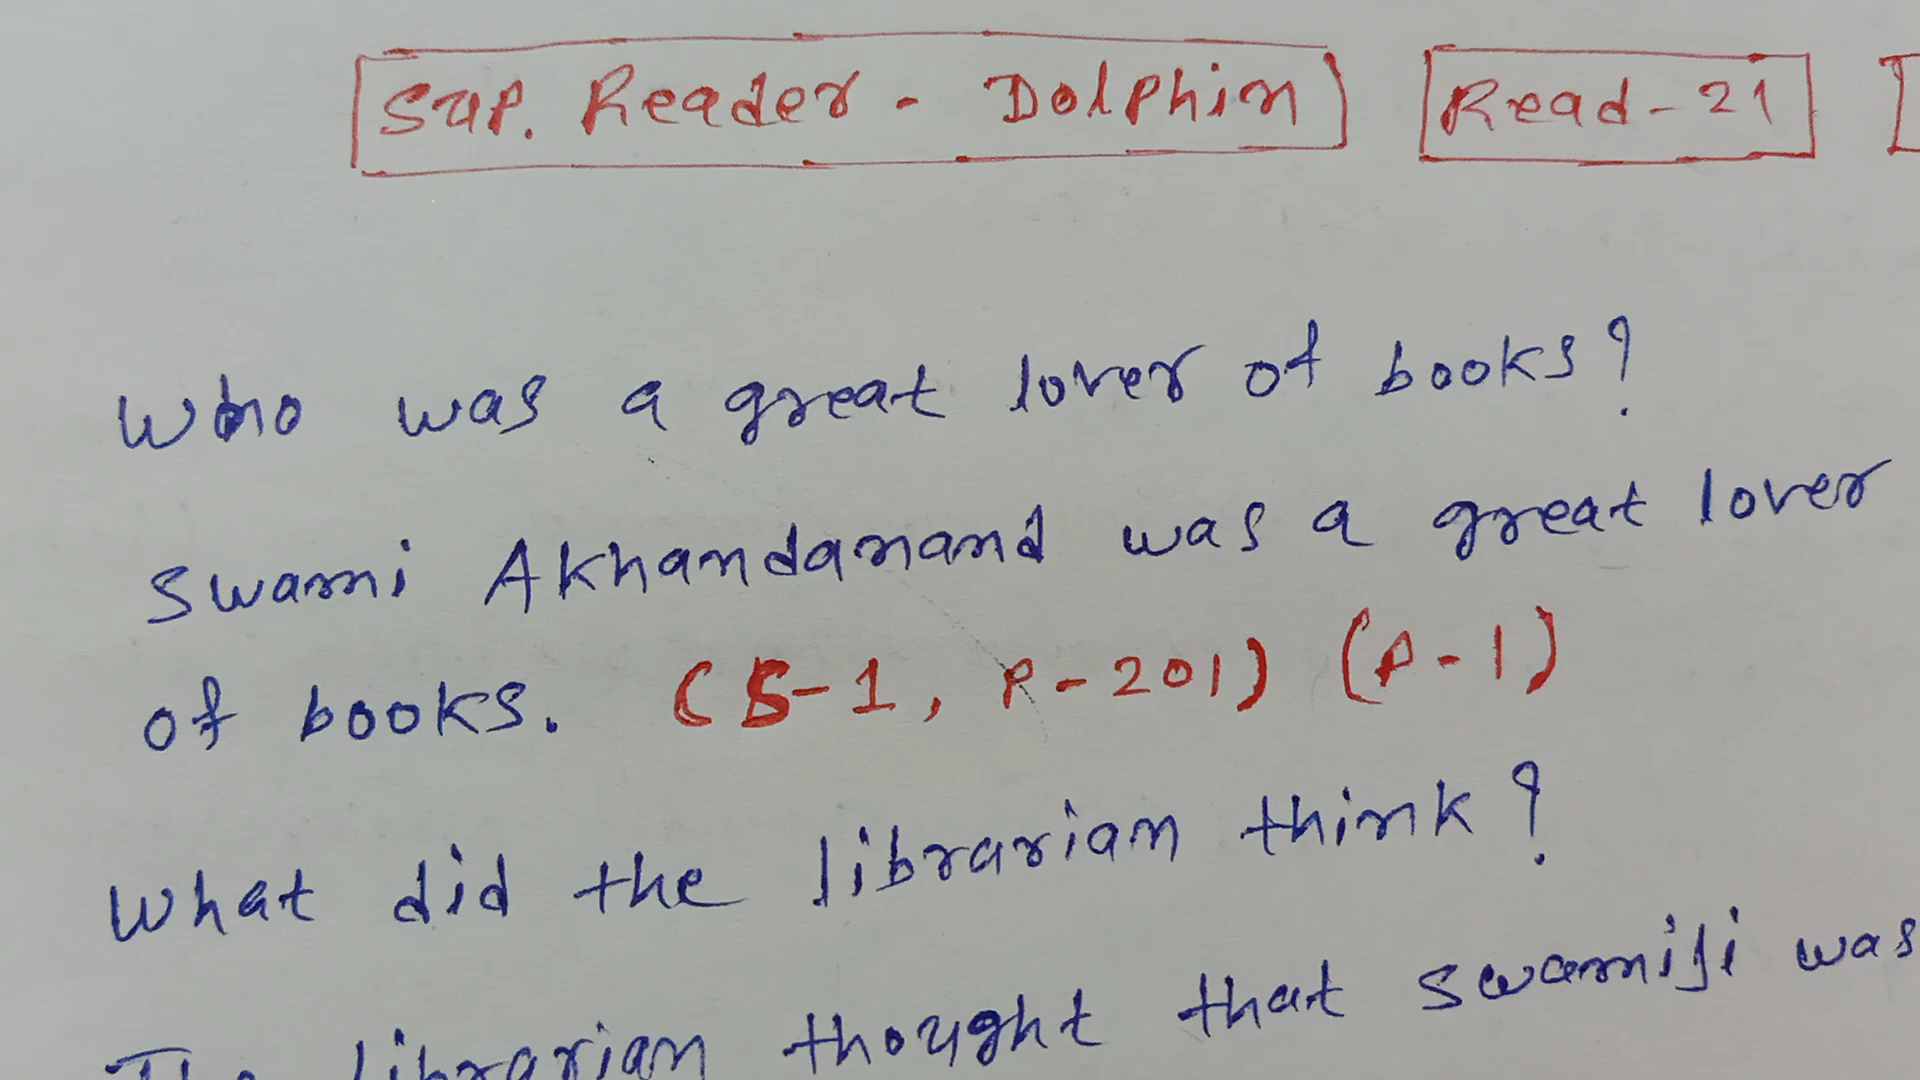 Sup. Reader - Dolphin Read-21
Who was a great lover of books?
Swami Akhandanand was a great lover
of books. (S-1, P-201) (P-1)
What did the librarian think?
The librarian thought that swamiji was